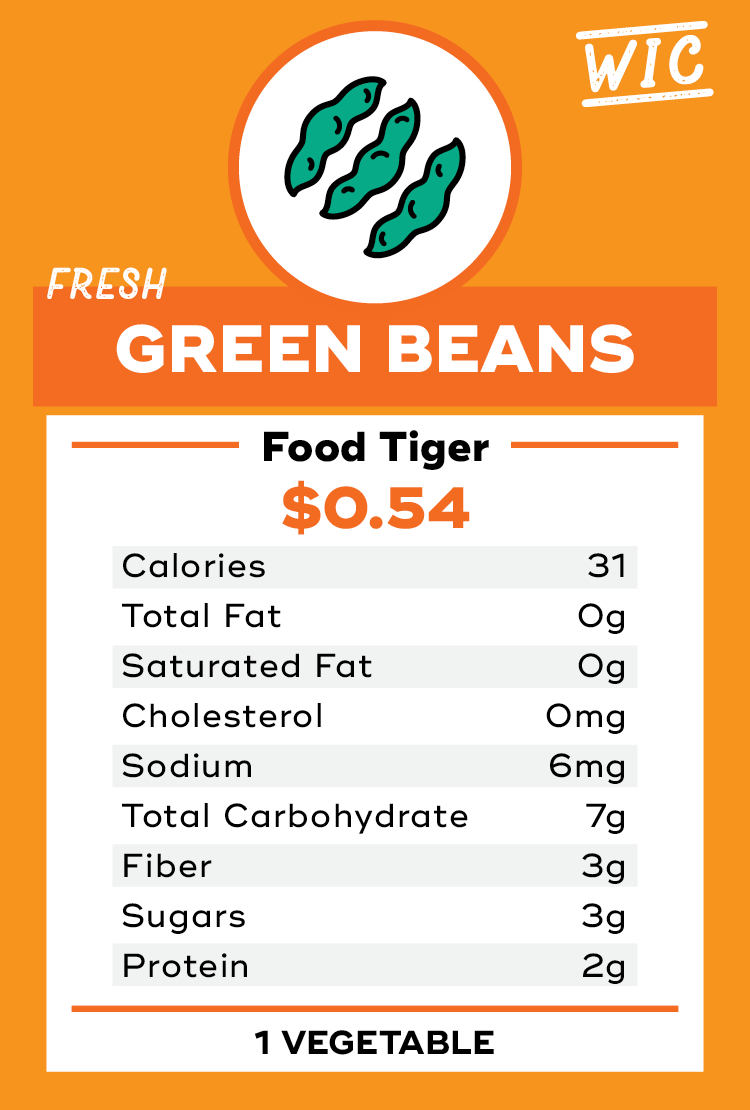 WIC
FRESH
GREEN BEANS
Food Tiger
$0.54
Calories 31
Total Fat 0g
Saturated Fat 0g
Cholesterol 0mg
Sodium 6mg
Total Carbohydrate 7g
Fiber 3g
Sugars 3g
Protein 2g
1 VEGETABLE